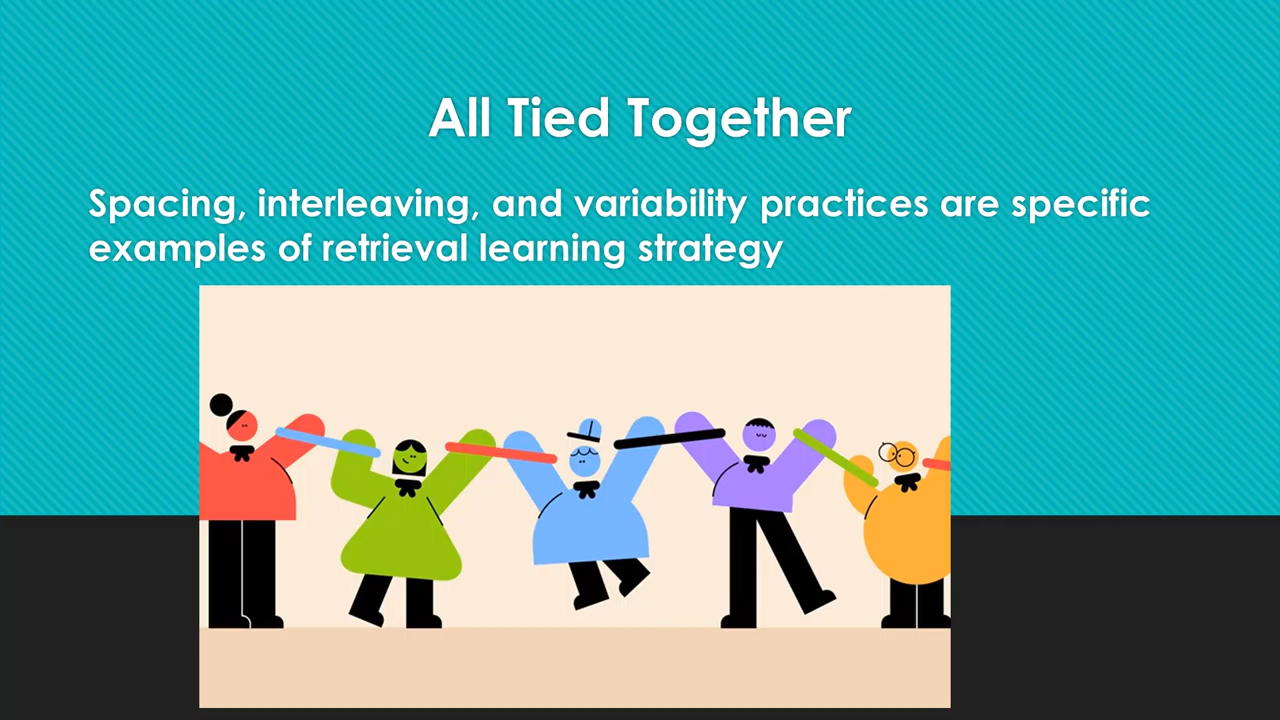 All Tied Together
Spacing, interleaving, and variability practices are specific
examples of retrieval learning strategy